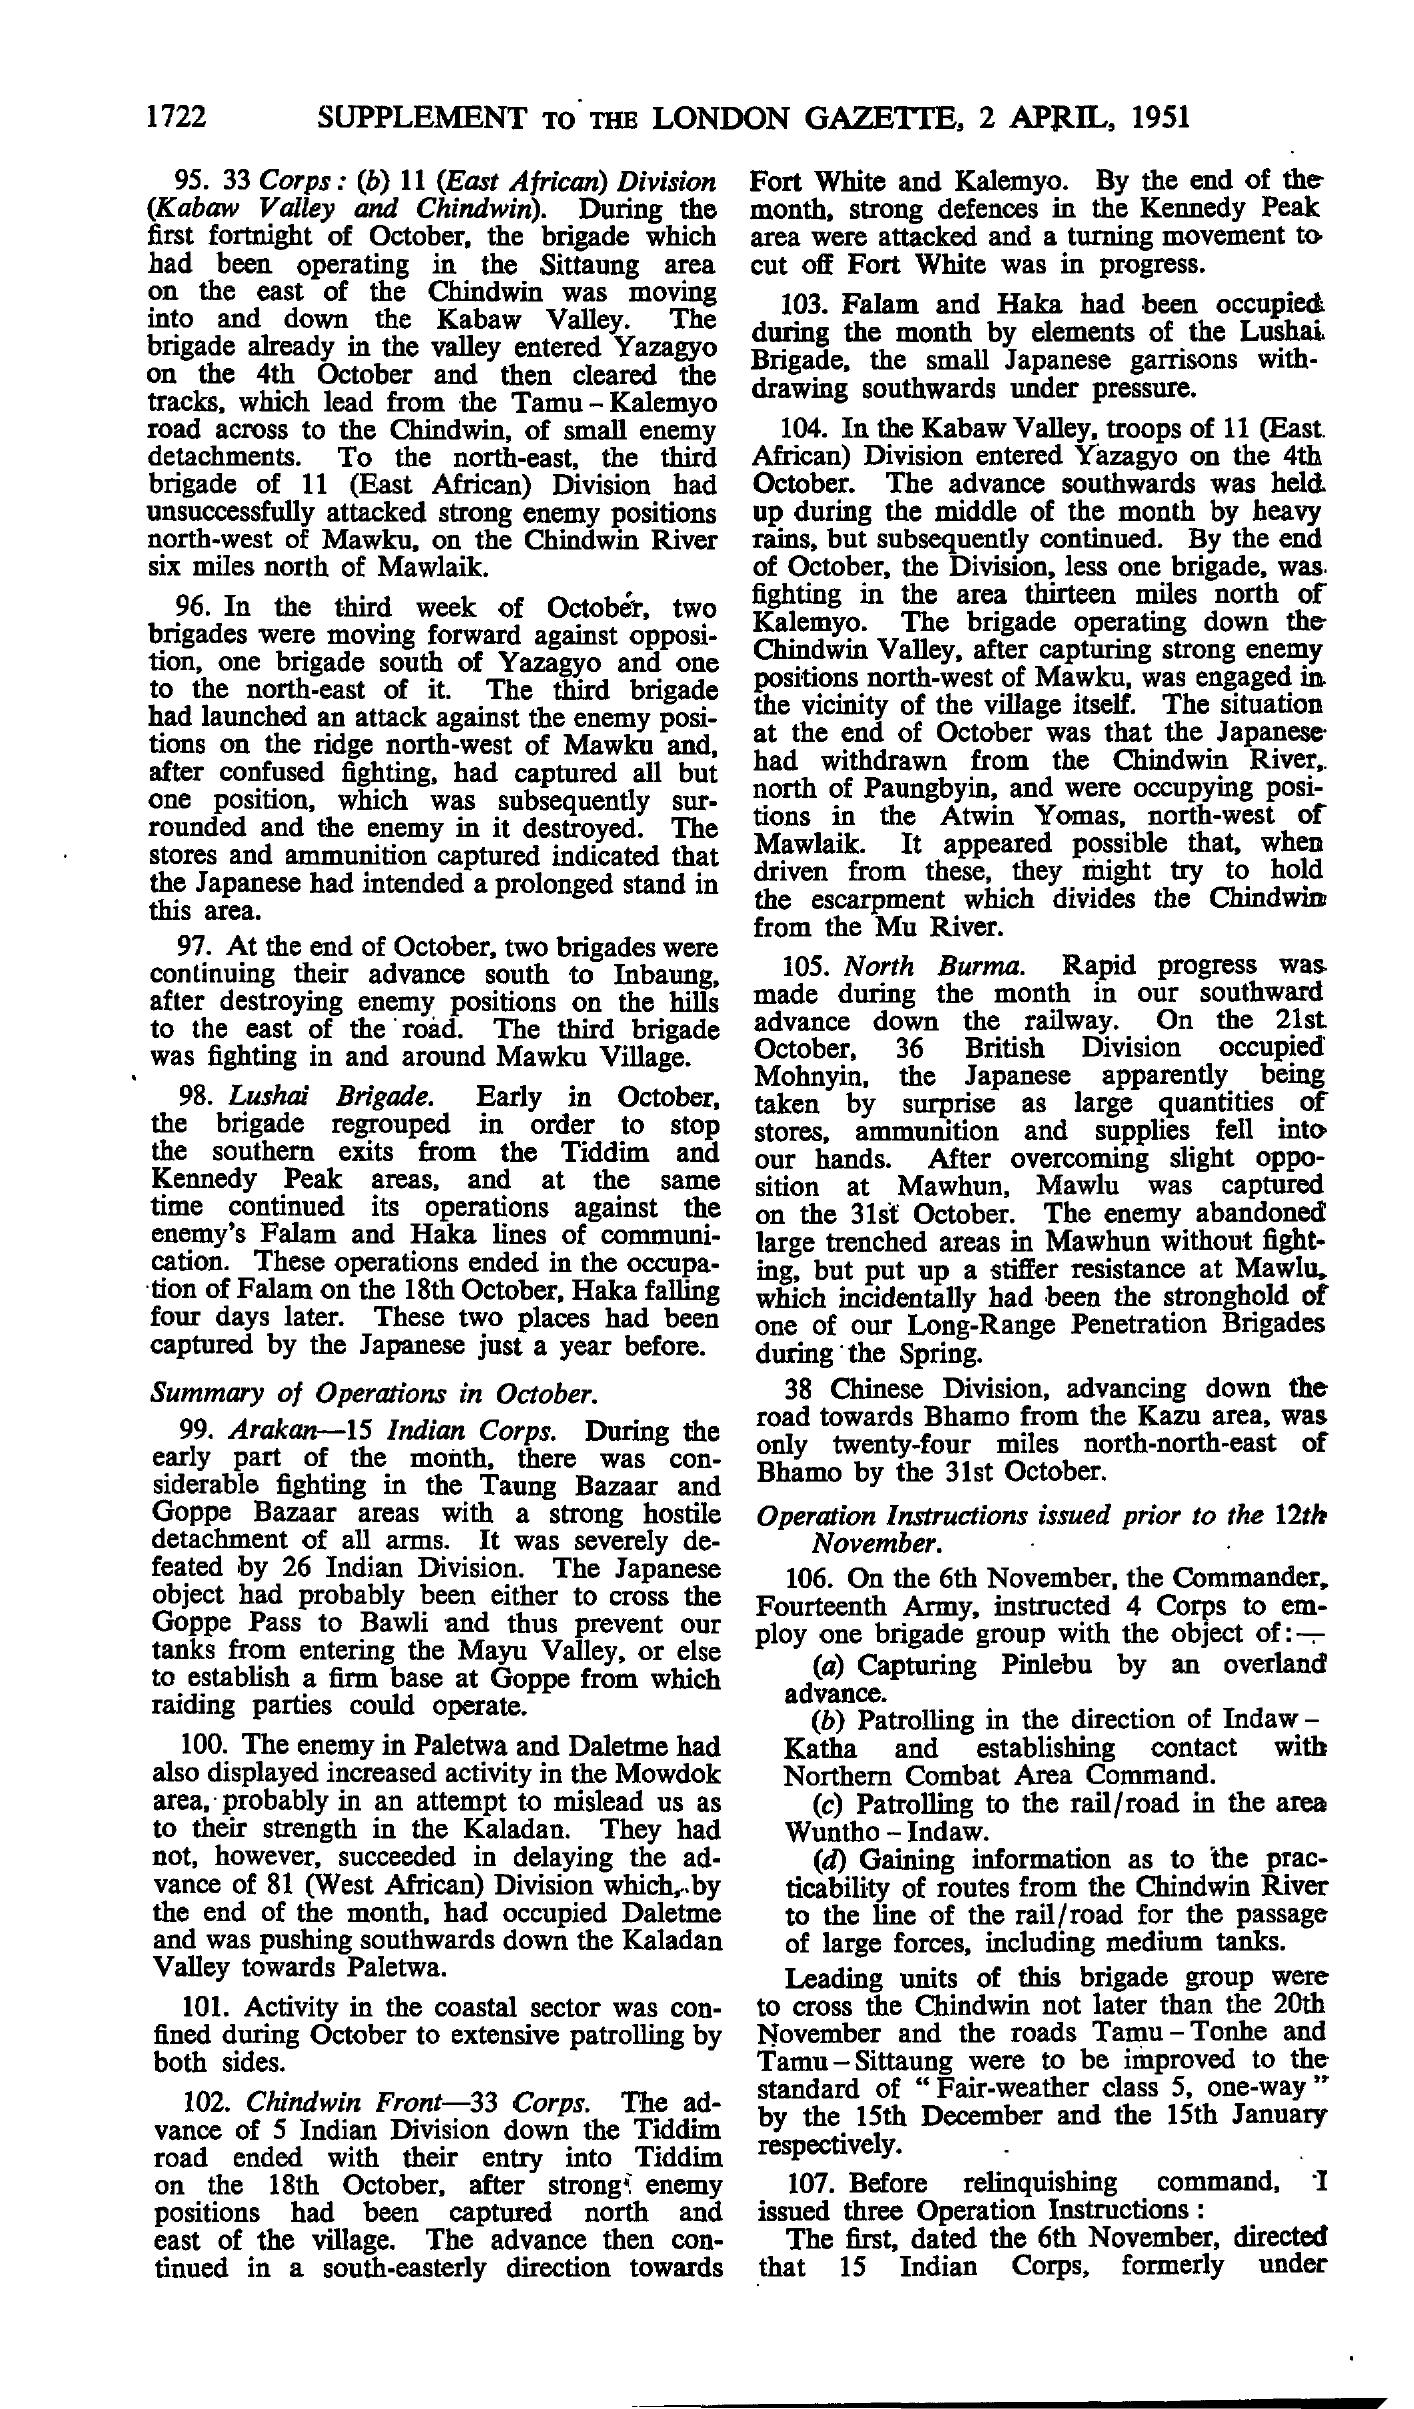 1722 SUPPLEMENT TO THE LONDON GAZETTE, 2 APRIL, 1951
95. 33 Corps: (b) 11 (East African) Division
(Kabaw Valley and Chindwin). During the
first fortnight of October, the brigade which
had been operating in the Sittaung area
on the east of the Chindwin was moving
into and down the Kabaw Valley. The
brigade already in the valley entered Yazagyo
on the 4th October and then cleared the
tracks, which lead from the Tamu – Kalemyo
road across to the Chindwin, of small enemy
detachments. To the north-east, the third
brigade of 11 (East African) Division had
unsuccessfully attacked strong enemy positions
north-west of Mawku, on the Chindwin River
six miles north of Mawlaik.
96. In the third week of October, two
brigades were moving forward against opposi-
tion, one brigade south of Yazagyo and one
to the north-east of it. The third brigade
had launched an attack against the enemy posi-
tions on the ridge north-west of Mawku and,
after confused fighting, had captured all but
one position, which was subsequently sur-
rounded and the enemy in it destroyed. The
stores and ammunition captured indicated that
the Japanese had intended a prolonged stand in
this area.
97. At the end of October, two brigades were
continuing their advance south to Inbaung,
after destroying enemy positions on the hills
to the east of the road. The third brigade
was fighting in and around Mawku Village.
98. Lushai Brigade. Early in October,
the brigade regrouped in order to stop
the southern exits from the Tiddim and
Kennedy Peak areas, and at the same
time continued its operations against the
enemy's Falam and Haka lines of communi-
cation. These operations ended in the occupa-
tion of Falam on the 18th October, Haka falling
four days later. These two places had been
captured by the Japanese just a year before.
Summary of Operations in October.
99. Arakan—15 Indian Corps. During the
early part of the month, there was con-
siderable fighting in the Taung Bazaar and
Goppe Bazaar areas with a strong hostile
detachment of all arms. It was severely de-
feated by 26 Indian Division. The Japanese
object had probably been either to cross the
Goppe Pass to Bawli and thus prevent our
tanks from entering the Mayu Valley, or else
to establish a firm base at Goppe from which
raiding parties could operate.
100. The enemy in Paletwa and Daletme had
also displayed increased activity in the Mowdok
area, probably in an attempt to mislead us as
to their strength in the Kaladan. They had
not, however, succeeded in delaying the ad-
vance of 81 (West African) Division which, by
the end of the month, had occupied Daletme
and was pushing southwards down the Kaladan
Valley towards Paletwa.
101. Activity in the coastal sector was con-
fined during October to extensive patrolling by
both sides.
102. Chindwin Front—33 Corps. The ad-
vance of 5 Indian Division down the Tiddim
road ended with their entry into Tiddim
on the 18th October, after strong enemy
positions had been captured north and
east of the village. The advance then con-
tinued in a south-easterly direction towards
Fort White and Kalemyo. By the end of the
month, strong defences in the Kennedy Peak
area were attacked and a turning movement to
cut off Fort White was in progress.
103. Falam and Haka had been occupied
during the month by elements of the Lushai
Brigade, the small Japanese garrisons with-
drawing southwards under pressure.
104. In the Kabaw Valley, troops of 11 (East
African) Division entered Yazagyo on the 4th
October. The advance southwards was held
up during the middle of the month by heavy
rains, but subsequently continued. By the end
of October, the Division, less one brigade, was
fighting in the area thirteen miles north of
Kalemyo. The brigade operating down the
Chindwin Valley, after capturing strong enemy
positions north-west of Mawku, was engaged in
the vicinity of the village itself. The situation
at the end of October was that the Japanese
had withdrawn from the Chindwin River,
north of Paungbyin, and were occupying posi-
tions in the Atwin Yomas, north-west of
Mawlaik. It appeared possible that, when
driven from these, they might try to hold
the escarpment which divides the Chindwin
from the Mu River.
105. North Burma. Rapid progress was
made during the month in our southward
advance down the railway. On the 21st
October, 36 British Division occupied
Mohnyin, the Japanese apparently being
taken by surprise as large quantities of
stores, ammunition and supplies fell into
our hands. After overcoming slight oppo-
sition at Mawhun, Mawlu was captured
on the 31st October. The enemy abandoned
large trenched areas in Mawhun without fight-
ing, but put up a stiffer resistance at Mawlu,
which incidentally had been the stronghold of
one of our Long-Range Penetration Brigades
during the Spring.
38 Chinese Division, advancing down the
road towards Bhamo from the Kazu area, was
only twenty-four miles north-north-east of
Bhamo by the 31st October.
Operation Instructions issued prior to the 12th
November.
106. On the 6th November, the Commander,
Fourteenth Army, instructed 4 Corps to em-
ploy one brigade group with the object of:—
(a) Capturing Pinlebu by an overland
advance.
(b) Patrolling in the direction of Indaw –
Katha and establishing contact with
Northern Combat Area Command.
(c) Patrolling to the rail/road in the area
Wuntho – Indaw.
(d) Gaining information as to the prac-
ticability of routes from the Chindwin River
to the line of the rail/road for the passage
of large forces, including medium tanks.
Leading units of this brigade group were
to cross the Chindwin not later than the 20th
November and the roads Tamu – Tonhe and
Tamu – Sittaung were to be improved to the
standard of "Fair-weather class 5, one-way"
by the 15th December and the 15th January
respectively.
107. Before relinquishing command, I
issued three Operation Instructions:
The first, dated the 6th November, directed
that 15 Indian Corps, formerly under